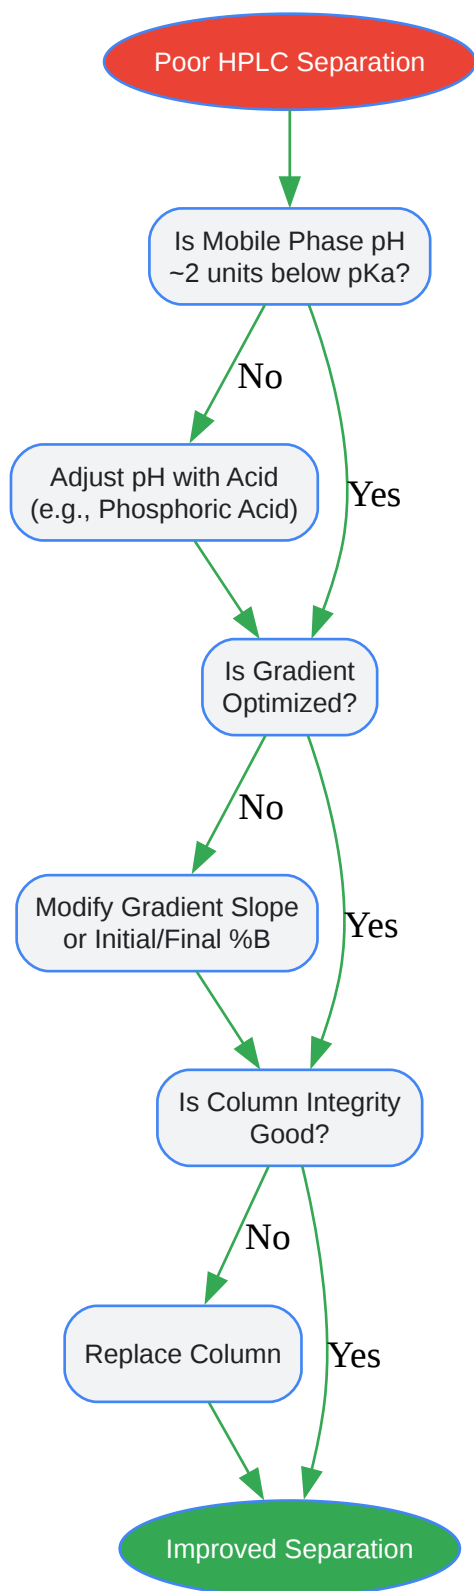 Poor HPLC Separation
Is Mobile Phase pH
~2 units below pKa?
No
Adjust pH with Acid
(e.g., Phosphoric Acid)
Yes
Is Gradient
Optimized?
No
Modify Gradient Slope
or Initial/Final %B
Yes
Is Column Integrity
Good?
No
Replace Column
Yes
Improved Separation